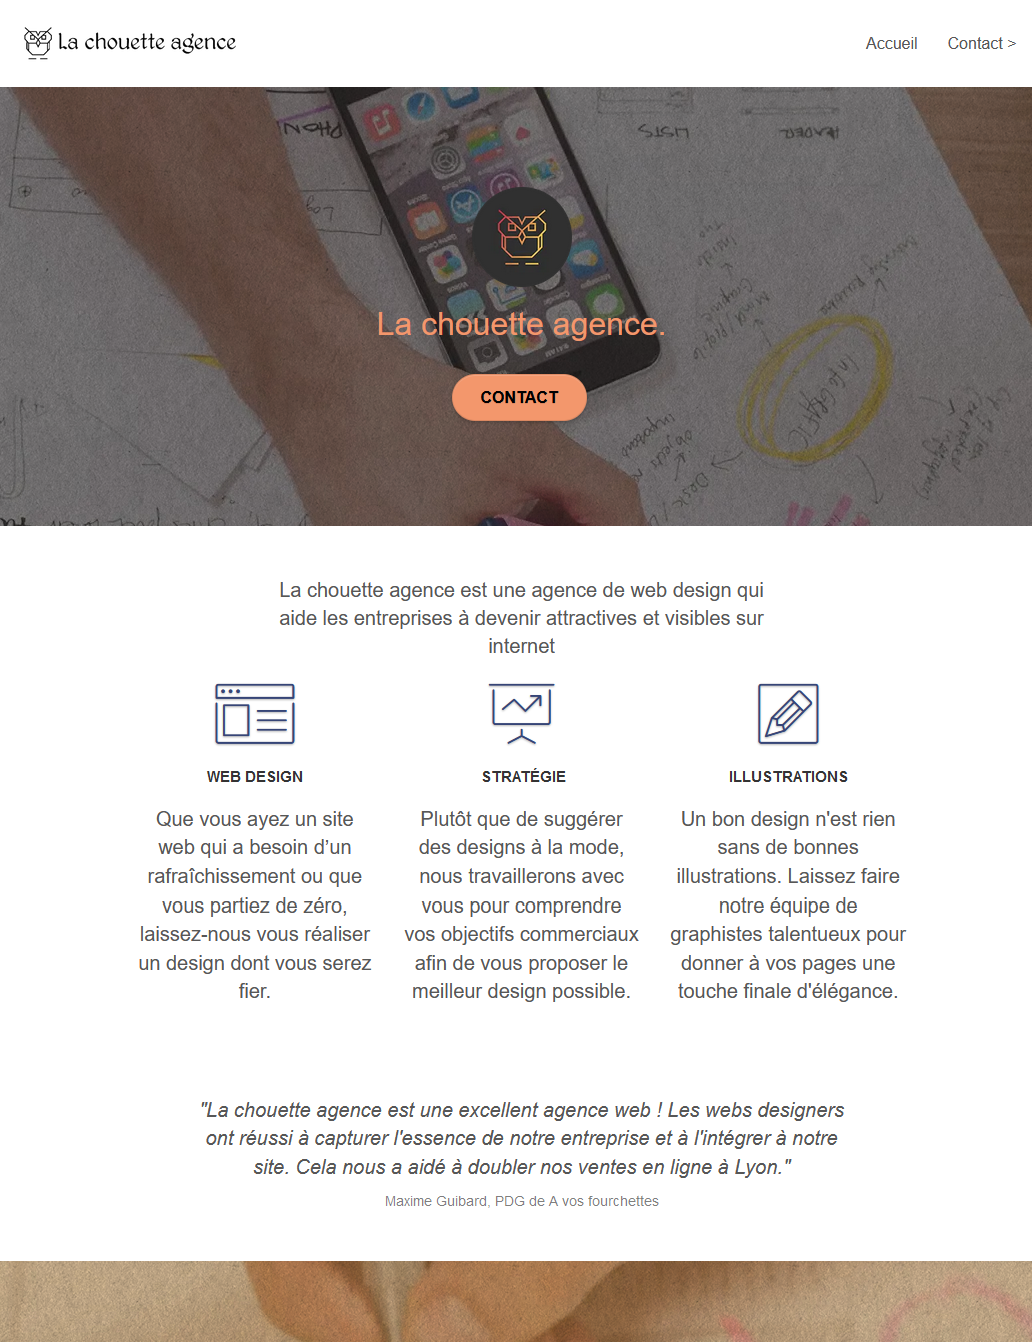 La chouette agence
Accueil
Contact >
PHON
LISTS
HEADER
La chouette agence.
CONTACT
La chouette agence est une agence de web design qui
aide les entreprises à devenir attractives et visibles sur
internet
WEB DESIGN
Que vous ayez un site
web qui a besoin d’un
rafraîchissement ou que
vous partiez de zéro,
laissez-nous vous réaliser
un design dont vous serez
fier.
STRATÉGIE
Plutôt que de suggérer
des designs à la mode,
nous travaillerons avec
vous pour comprendre
vos objectifs commerciaux
afin de vous proposer le
meilleur design possible.
ILLUSTRATIONS
Un bon design n'est rien
sans de bonnes
illustrations. Laissez faire
notre équipe de
graphistes talentueux pour
donner à vos pages une
touche finale d'élégance.
"La chouette agence est une excellent agence web ! Les webs designers
ont réussi à capturer l'essence de notre entreprise et à l'intégrer à notre
site. Cela nous a aidé à doubler nos ventes en ligne à Lyon."
Maxime Guibard, PDG de A vos fourchettes